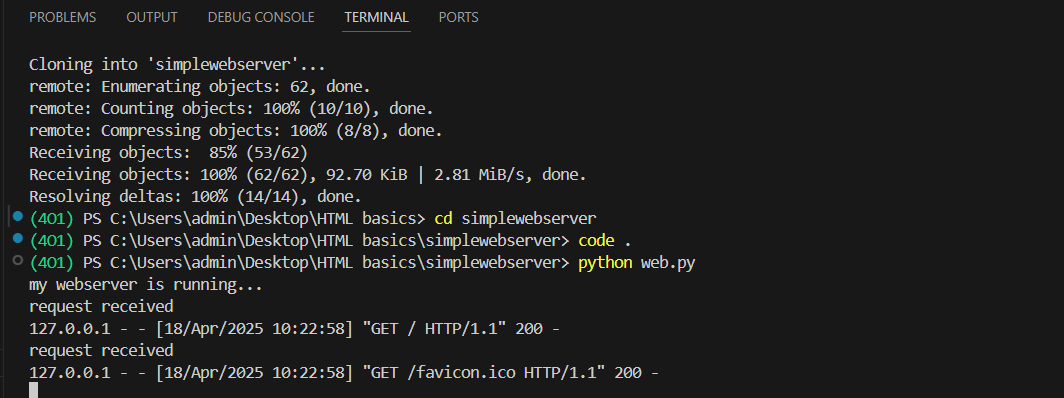 PROBLEMS OUTPUT DEBUG CONSOLE TERMINAL PORTS
Cloning into 'simplewebserver'...
remote: Enumerating objects: 62, done.
remote: Counting objects: 100% (10/10), done.
remote: Compressing objects: 100% (8/8), done.
Receiving objects:  85% (53/62)
Receiving objects: 100% (62/62), 92.70 KiB | 2.81 MiB/s, done.
Resolving deltas: 100% (14/14), done.
(401) PS C:\Users\admin\Desktop\HTML basics> cd simplewebserver
(401) PS C:\Users\admin\Desktop\HTML basics\simplewebserver> code .
(401) PS C:\Users\admin\Desktop\HTML basics\simplewebserver> python web.py
my webserver is running...
request received
127.0.0.1 - - [18/Apr/2025 10:22:58] "GET / HTTP/1.1" 200 -
request received
127.0.0.1 - - [18/Apr/2025 10:22:58] "GET /favicon.ico HTTP/1.1" 200 -